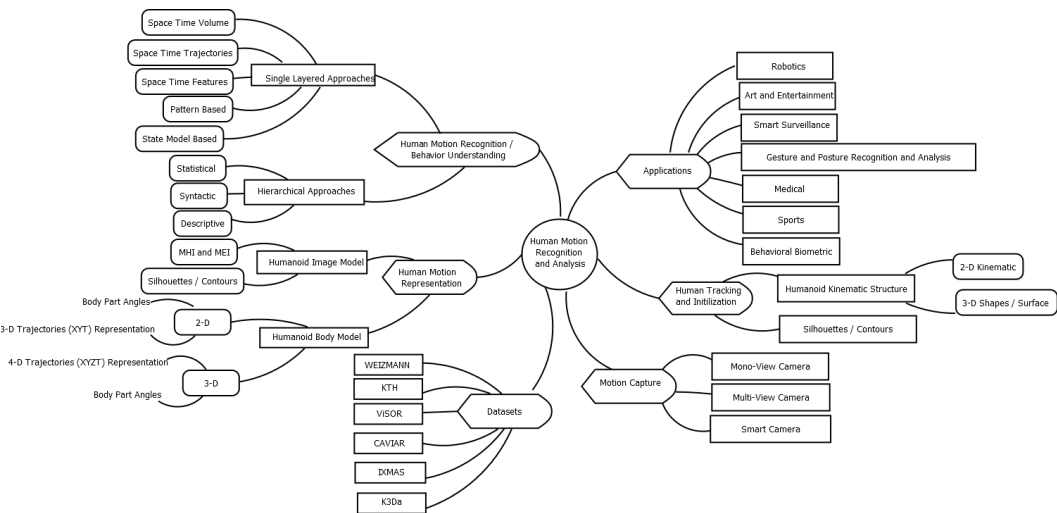 Space Time Volume
Space Time Trajectories
Space Time Features
Pattern Based
State Model Based
Single Layered Approaches
Statistical
Syntactic
Descriptive
Hierarchical Approaches
Human Motion Recognition /
Behavior Understanding
MHI and MEI
Silhouettes / Contours
Humanoid Image Model
Body Part Angles
3-D Trajectories (XYT) Representation
2-D
4-D Trajectories (XYZT) Representation
Body Part Angles
3-D
Humanoid Body Model
Human Motion
Representation
WEIZMANN
KTH
ViSOR
CAVIAR
IXMAS
K3Da
Datasets
Human Motion
Recognition
and Analysis
Applications
Robotics
Art and Entertainment
Smart Surveillance
Gesture and Posture Recognition and Analysis
Medical
Sports
Behavioral Biometric
Human Tracking
and Initilization
Humanoid Kinematic Structure
2-D Kinematic
3-D Shapes / Surface
Silhouettes / Contours
Motion Capture
Mono-View Camera
Multi-View Camera
Smart Camera